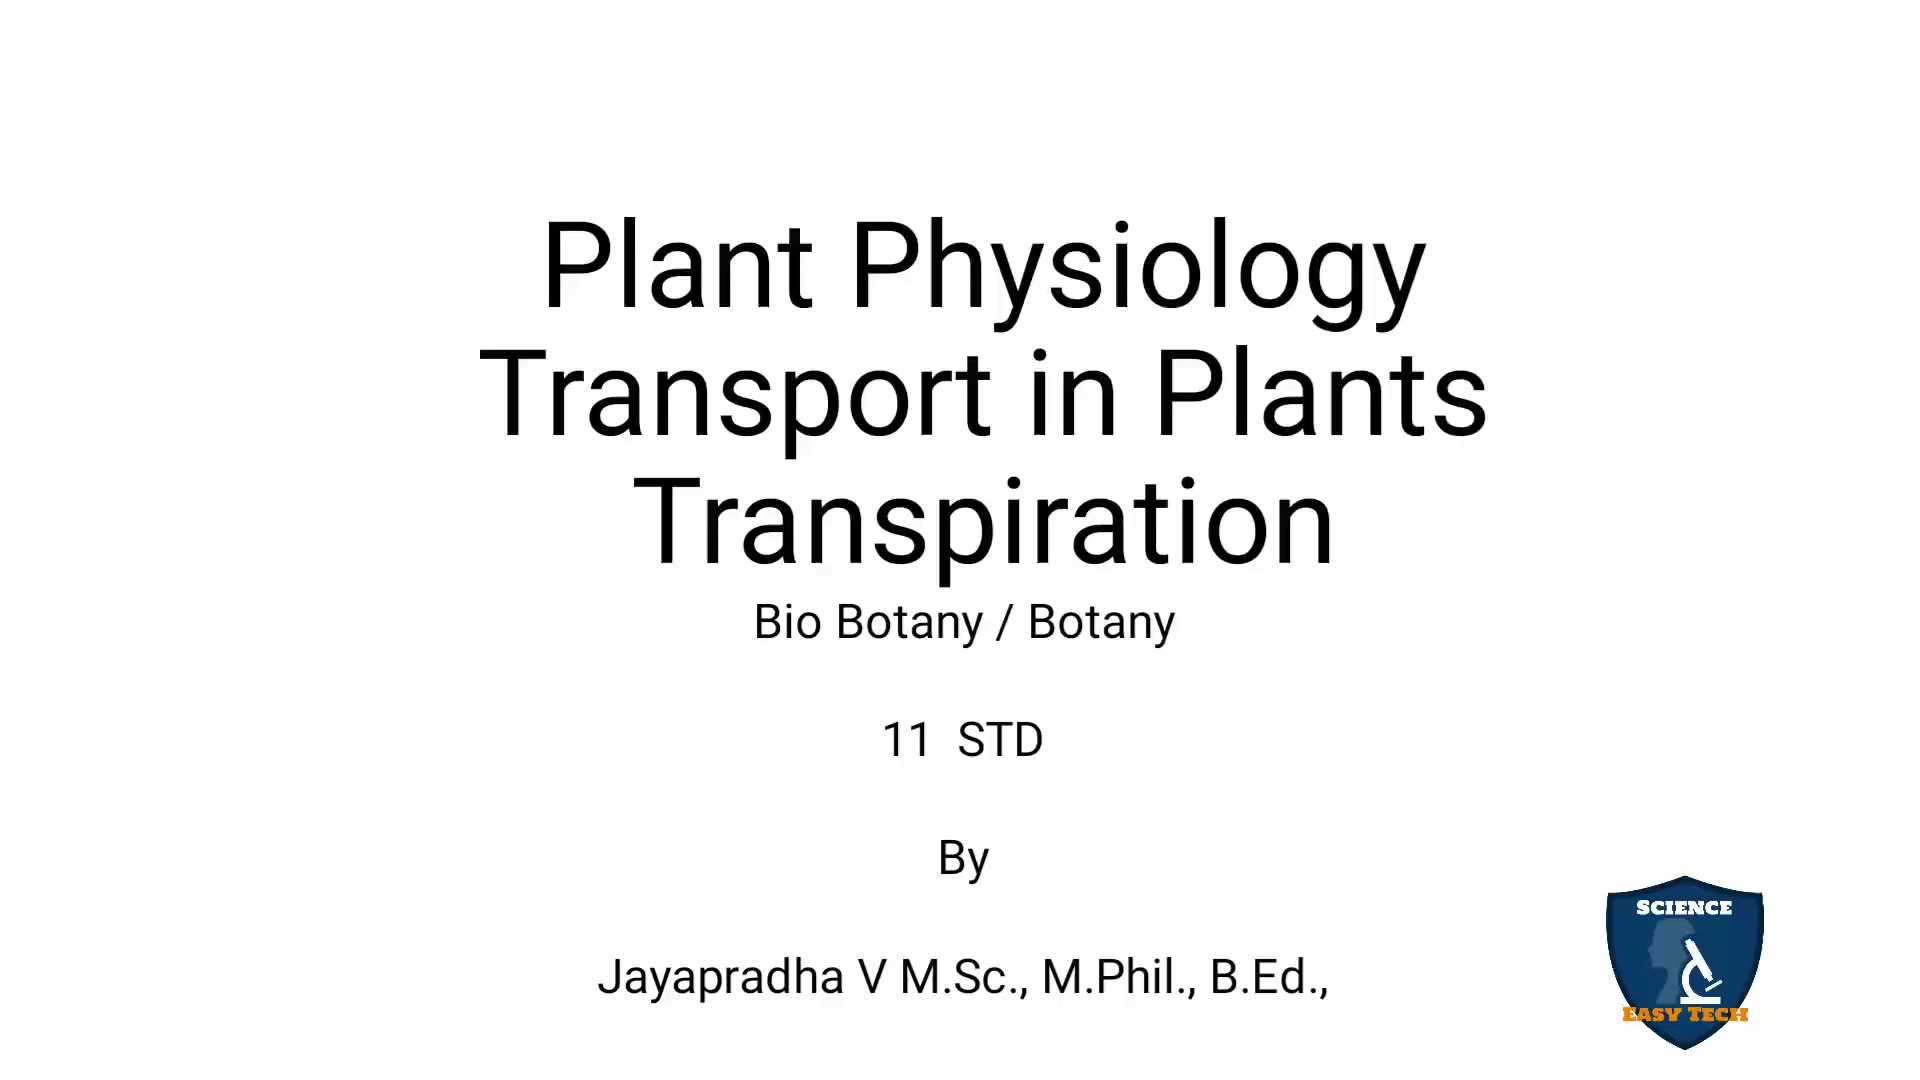 Plant Physiology
Transport in Plants
Transpiration
Bio Botany / Botany
11 STD
By
Jayapradha V M.Sc., M.Phil., B.Ed.,
SCIENCE
EASY TECH